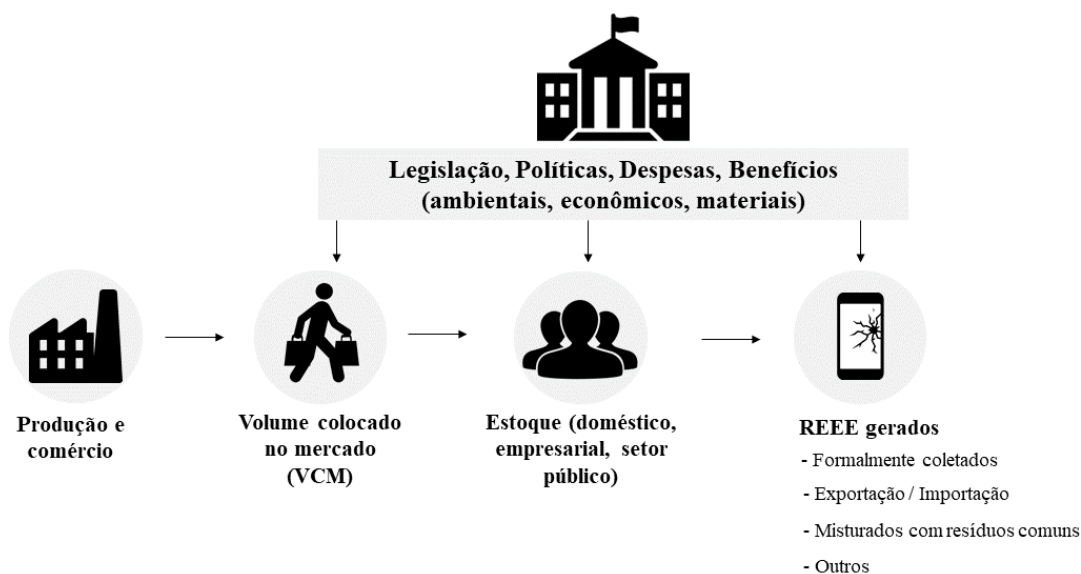 Legislação, Políticas, Despesas, Benefícios
(ambientais, econômicos, materiais)
Produção e
comércio
Volume colocado
no mercado
(VCM)
Estoque (doméstico,
empresarial, setor
público)
REEE gerados
- Formalmente coletados
- Exportação / Importação
- Misturados com resíduos comuns
- Outros